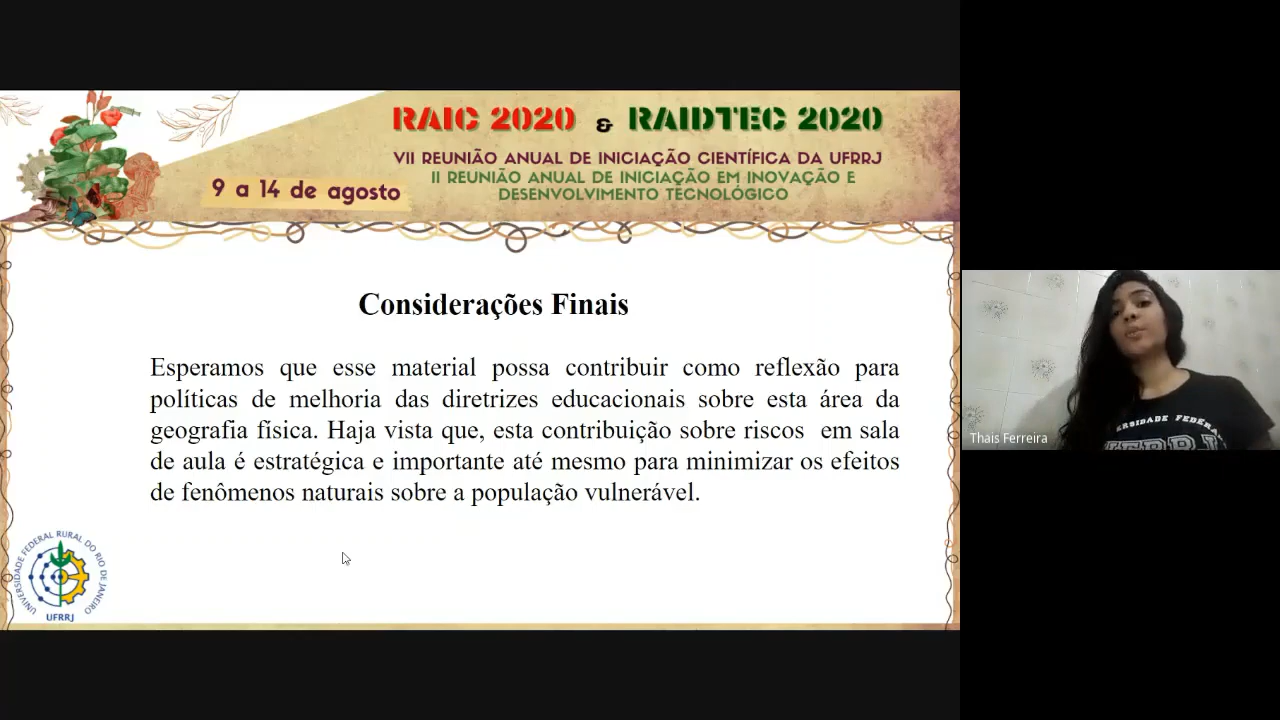 RAIC 2020 & RAIDTEC 2020
VII REUNIÃO ANUAL DE INICIAÇÃO CIENTÍFICA DA UFRRJ
II REUNIÃO ANUAL DE INICIAÇÃO EM INOVAÇÃO E
DESENVOLVIMENTO TECNOLÓGICO
9 a 14 de agosto
Considerações Finais
Esperamos que esse material possa contribuir como reflexão para
políticas de melhoria das diretrizes educacionais sobre esta área da
geografia física. Haja vista que, esta contribuição sobre riscos em sala
de aula é estratégica e importante até mesmo para minimizar os efeitos
de fenômenos naturais sobre a população vulnerável.
UNIVERSIDADE FEDERAL RURAL DO RIO DE JANEIRO
UFRRJ
Thais Ferreira